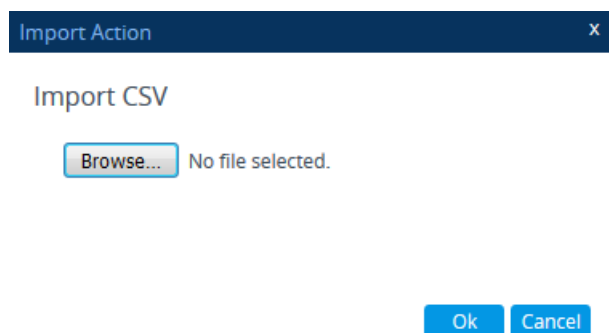 Import Action x
Import CSV
Browse... No file selected.
Ok Cancel